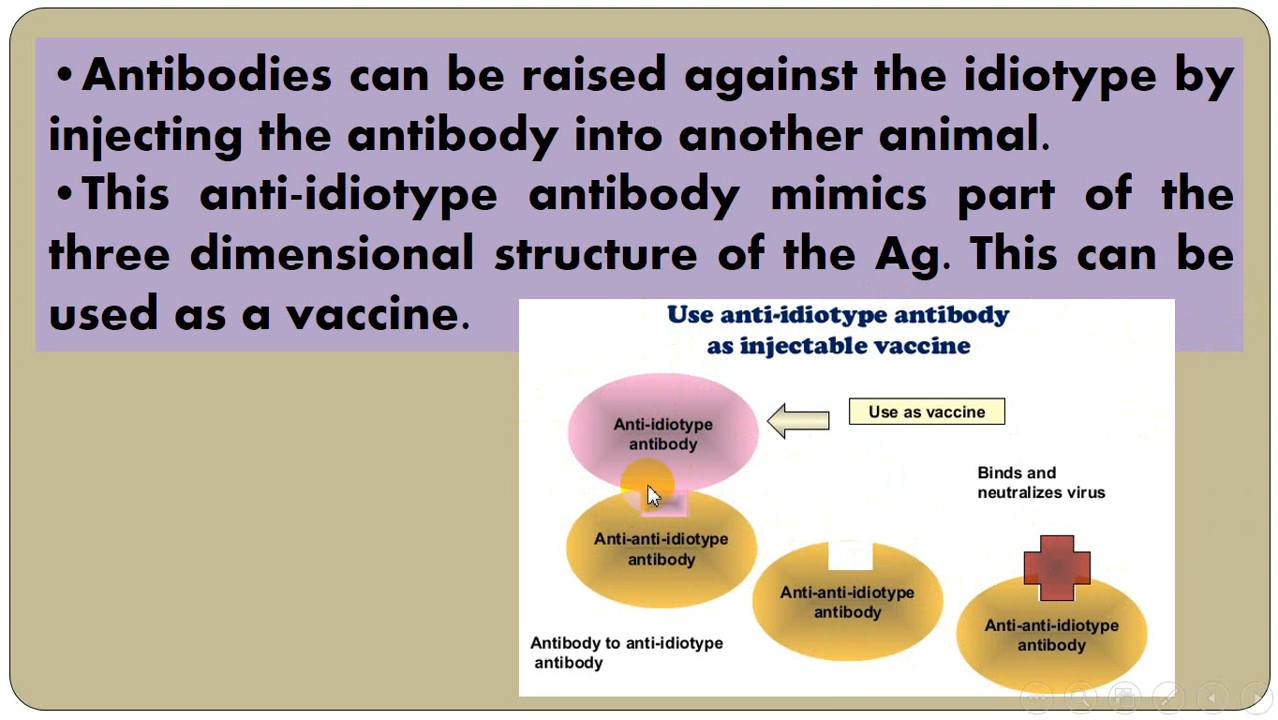 •Antibodies can be raised against the idiotype by
injecting the antibody into another animal.
•This anti-idiotype antibody mimics part of the
three dimensional structure of the Ag. This can be
used as a vaccine.
Use anti-idiotype antibody
as injectable vaccine
Anti-idiotype
antibody
Use as vaccine
Binds and
neutralizes virus
Anti-anti-idiotype
antibody
Anti-anti-idiotype
antibody
Anti-anti-idiotype
antibody
Antibody to anti-idiotype
antibody